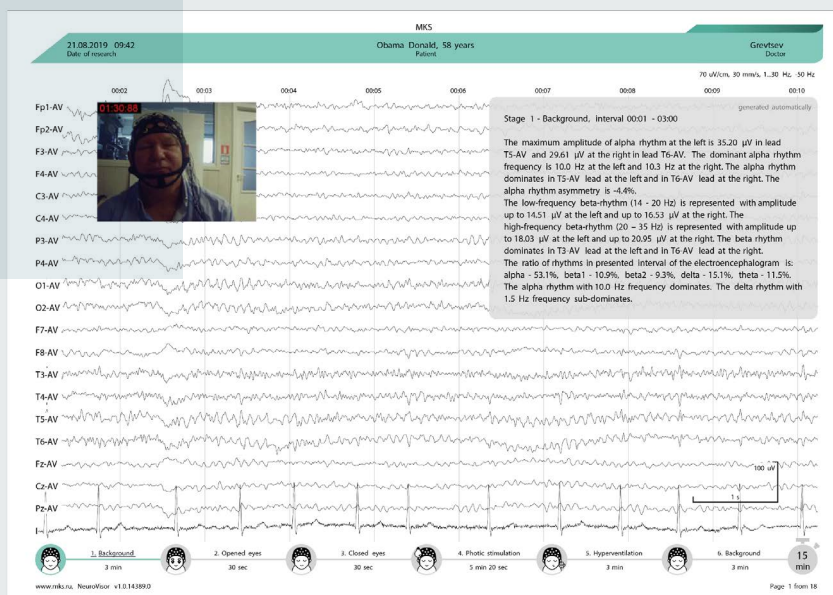 MKS
21.08.2019 09:42
Date of research
Obama Donald, 58 years
Patient
Grevtsev
Doctor
70 uV/cm, 30 mm/s, 1..30 Hz, -50 Hz
00:02 00:03 00:04 00:05 00:06 00:07 00:08 00:09 00:10
Fp1-AV
01:30:88
Fp2-AV
F3-AV
F4-AV
C3-AV
C4-AV
P3-AV
P4-AV
O1-AV
O2-AV
F7-AV
F8-AV
T3-AV
T4-AV
T5-AV
T6-AV
Fz-AV
Cz-AV
Pz-AV
I-
generated automatically
Stage 1 - Background, interval 00:01 - 03:00
The maximum amplitude of alpha rhythm at the left is 35.20 μV in lead
T5-AV and 29.61 μV at the right in lead T6-AV. The dominant alpha rhythm
frequency is 10.0 Hz at the left and 10.3 Hz at the right. The alpha rhythm
dominates in T5-AV lead at the left and in T6-AV lead at the right. The
alpha rhythm asymmetry is -4.4%.
The low-frequency beta-rhythm (14 - 20 Hz) is represented with amplitude
up to 14.51 μV at the left and up to 16.53 μV at the right. The
high-frequency beta-rhythm (20 – 35 Hz) is represented with amplitude up
to 18.03 μV at the left and up to 20.95 μV at the right. The beta rhythm
dominates in T3-AV lead at the left and in T6-AV lead at the right.
The ratio of rhythms in presented interval of the electroencephalogram is:
alpha - 53.1%, beta1 - 10.9%, beta2 - 9.3%, delta - 15.1%, theta - 11.5%.
The alpha rhythm with 10.0 Hz frequency dominates. The delta rhythm with
1.5 Hz frequency sub-dominates.
100 uV
1 s
1. Background
3 min
2. Opened eyes
30 sec
3. Closed eyes
30 sec
4. Photic stimulation
5 min 20 sec
5. Hyperventilation
3 min
6. Background
3 min
15
min
www.mks.ru, NeuroVisor v1.0.14389.0
Page 1 from 18